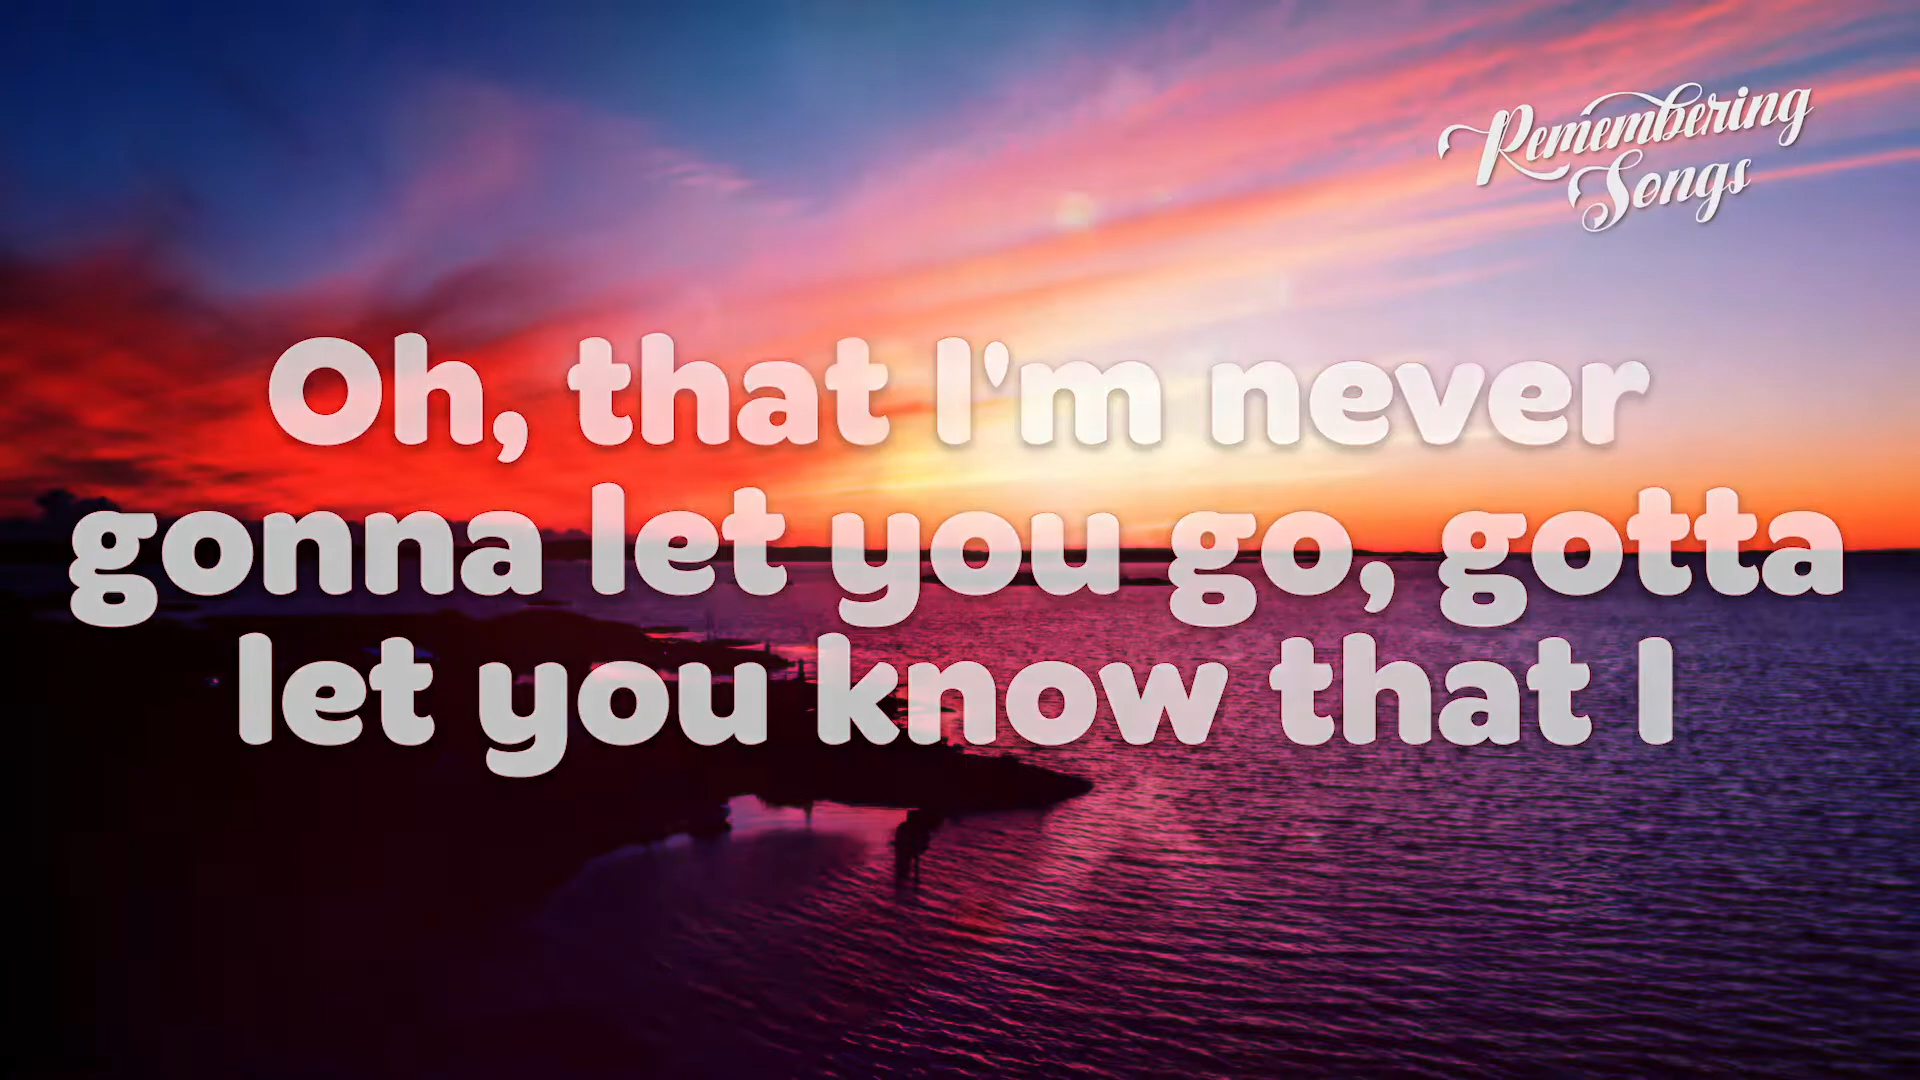 Remembering
Songs
Oh, that I'm never
gonna let you go, gotta
let you know that I